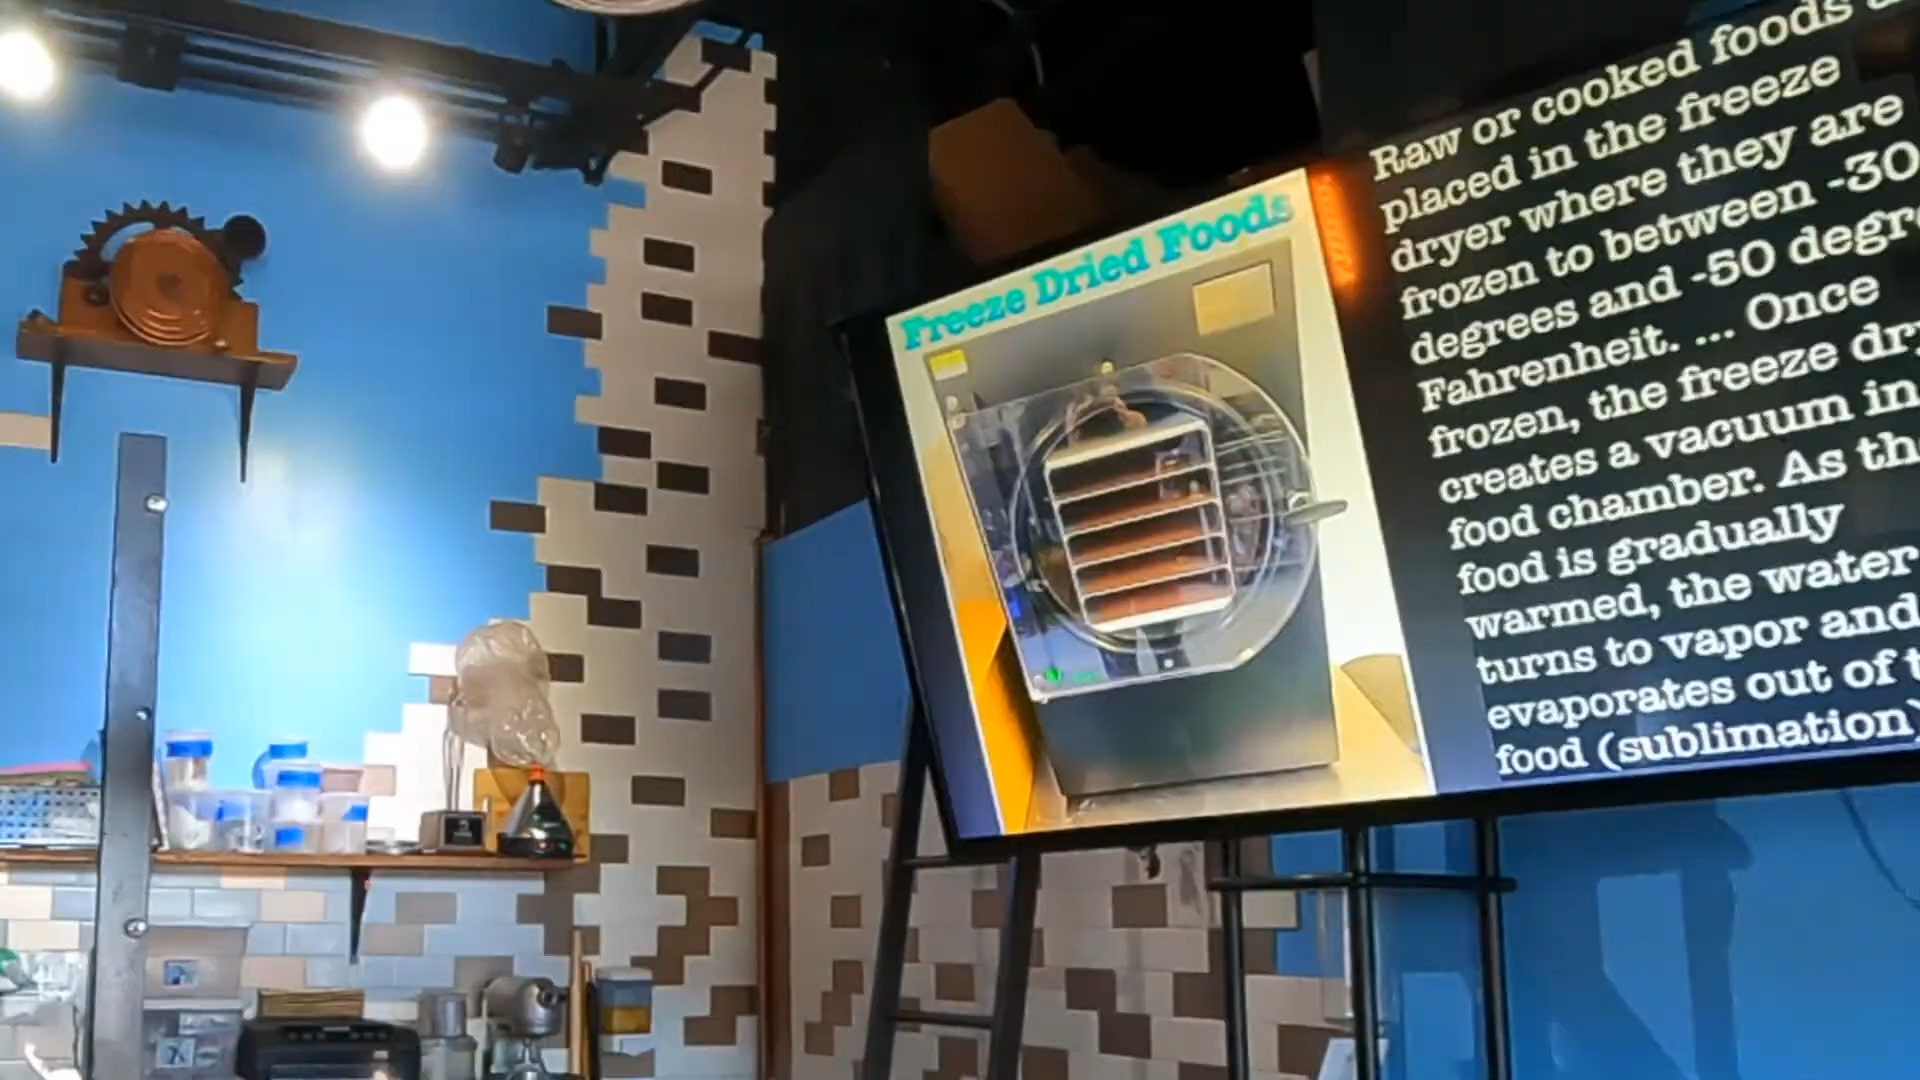 Freeze Dried Foods
Raw or cooked foods
placed in the freeze
dryer where they are
frozen to between -30
degrees and -50
Fahrenheit. ... Once
frozen, the freeze
creates a vacuum in
food chamber. As
food is gradually
warmed, the water
turns to vapor and
evaporates out of
food (sublimation)